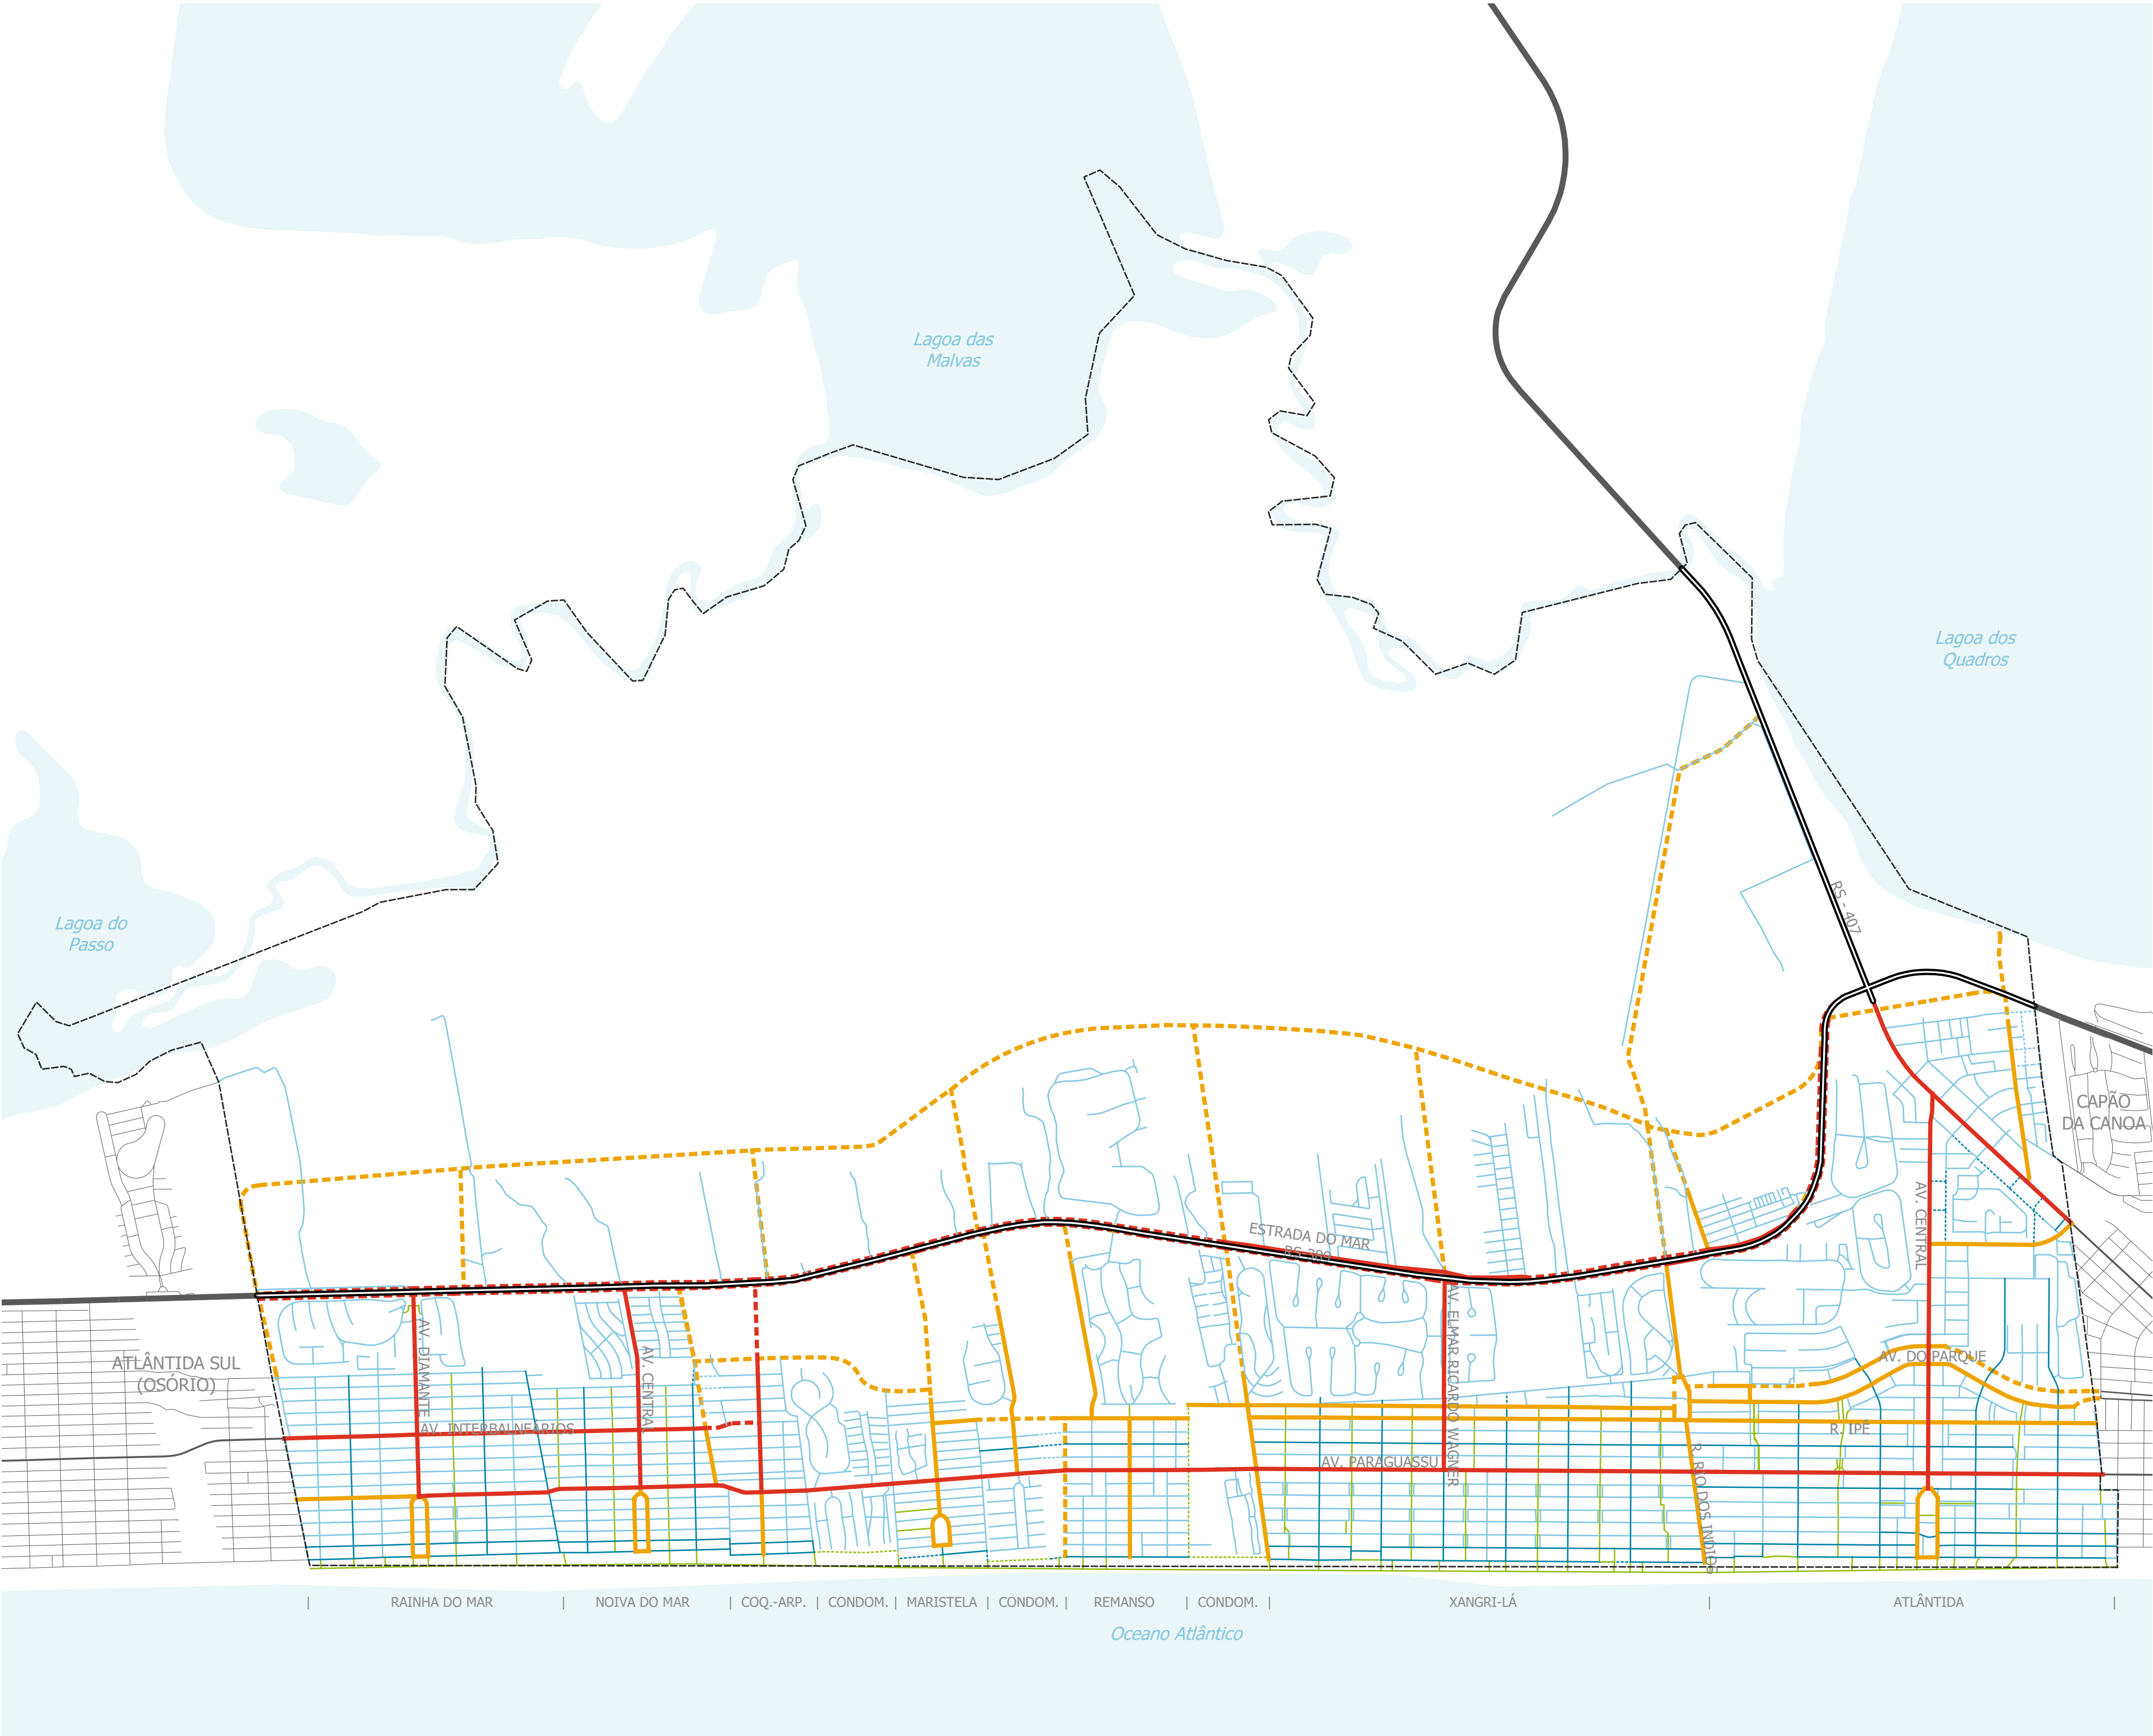 Lagoa das
Malvas
Lagoa dos
Quadros
Lagoa do
Passo
RS - 407
CAPÃO
DA CANOA
AV. CENTRAL
ESTRADA DO MAR
RS-389
ATLÂNTIDA SUL
(OSÓRIO)
AV. DIAMANTE
AV. CENTRAL
AV. ELMAR RICARDO WAGNER
AV. DO PARQUE
AV. INTERBALNEÁRIOS
R. IPÊ
AV. PARAGUASSU
R. RIO DOS INDIOS
| RAINHA DO MAR | NOIVA DO MAR | COQ.-ARP. | CONDOM. | MARISTELA | CONDOM. | REMANSO | CONDOM. | XANGRI-LÁ | ATLÂNTIDA |
Oceano Atlântico